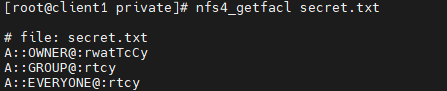 [root@client1 private]# nfs4_getfacl secret.txt
# file: secret.txt
A::OWNER@:rwatTcCy
A::GROUP@:rtcy
A::EVERYONE@:rtcy